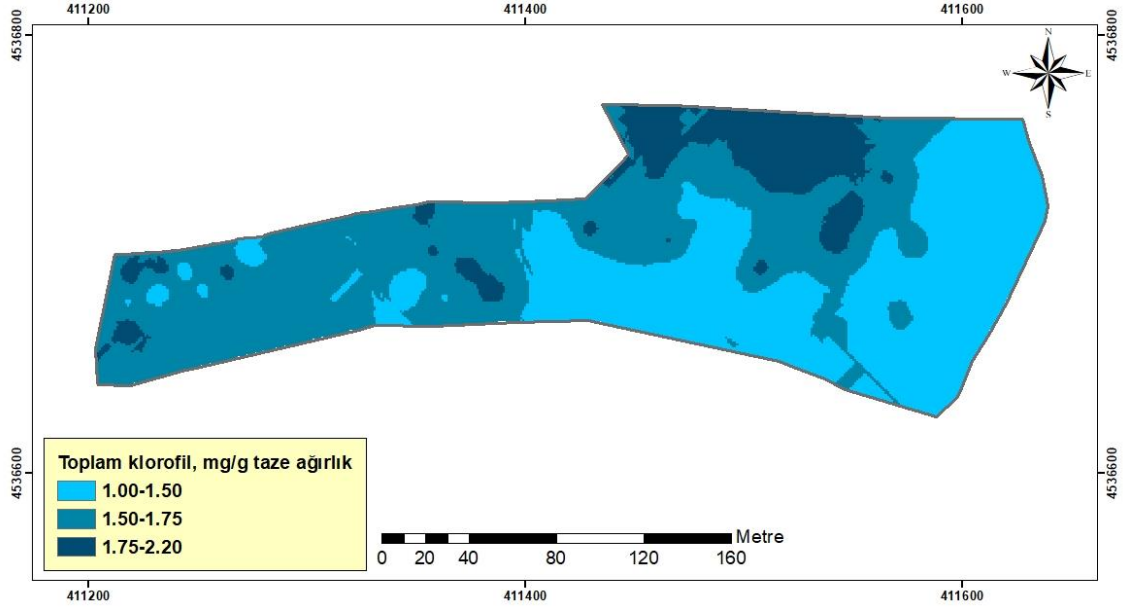 411200 411400 411600
4536800 4536800
N
W E
S
4536600 4536600
Toplam klorofil, mg/g taze ağırlık
1.00-1.50
1.50-1.75
1.75-2.20
Metre
0 20 40 80 120 160
411200 411400 411600